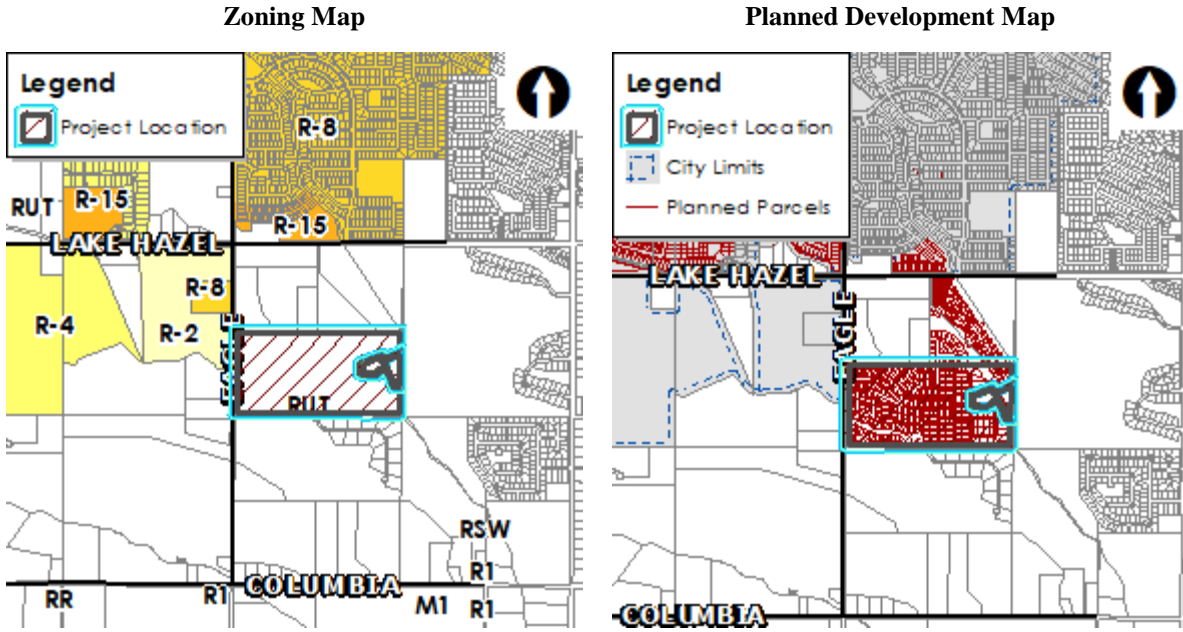 Zoning Map
Legend
Project Location
R-8
RUT
R-15
R-15
LAKE HAZEL
R-8
R-4
R-2
EAGLE
RUT
RSW
R1
COLUMBIA
RR
R1
M1
R1
Planned Development Map
Legend
Project Location
City Limits
Planned Parcels
LAKE HAZEL
EAGLE
COLUMBIA